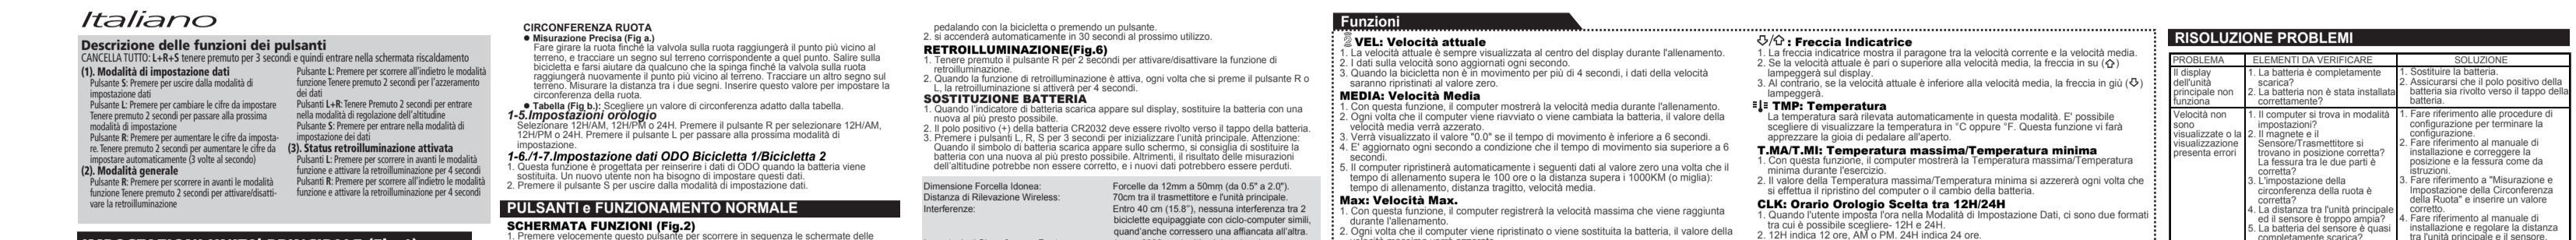 Italiano
Descrizione delle funzioni dei pulsanti
CANCELLA TUTTO: L+R+S tenere premuto per 3 secondi e quindi entrare nella schermata riscaldamento
(1). Modalità di impostazione dati
Pulsante S: Premere per uscire dalla modalità di
impostazione dati
Pulsante L: Premere per cambiare le cifre da impostare
Tenere premuto 2 secondi per passare alla prossima
modalità di impostazione
Pulsante R: Premere per aumentare le cifre da imposta-
re. Tenere premuto 2 secondi per aumentare le cifre da
impostare automaticamente (3 volte al secondo)
(2). Modalità generale
Pulsante R: Premere per scorrere in avanti le modalità
funzione Tenere premuto 2 secondi per attivare/disatti-
vare la retroilluminazione
Pulsante L: Premere per scorrere all'indietro le modalità
funzione Tenere premuto 2 secondi per l'azzeramento
dei dati
Pulsanti L+R: Tenere Premuto 2 secondi per entrare
nella modalità di regolazione dell'altitudine
Pulsante S: Premere per entrare nella modalità di
impostazione dei dati
(3). Status retroilluminazione attivata
Pulsanti L: Premere per scorrere in avanti le modalità
funzione e attivare la retroilluminazione per 4 secondi
Pulsanti R: Premere per scorrere all'indietro le modalità
funzione e attivare la retroilluminazione per 4 secondi
CIRCONFERENZA RUOTA
● Misurazione Precisa (Fig a.)
Fare girare la ruota finché la valvola sulla ruota raggiungerà il punto più vicino al
terreno, e tracciare un segno sul terreno corrispondente a quel punto. Salire sulla
bicicletta e farsi aiutare da qualcuno che la spinga finché la valvola sulla ruota
raggiungerà nuovamente il punto più vicino al terreno. Tracciare un altro segno sul
terreno. Misurare la distanza tra i due segni. Inserire questo valore per impostare la
circonferenza della ruota.
● Tabella (Fig b.): Scegliere un valore di circonferenza adatto dalla tabella.
1-5.Impostazioni orologio
Selezionare 12H/AM, 12H/PM o 24H. Premere il pulsante R per selezionare 12H/AM,
12H/PM o 24H. Premere il pulsante L per passare alla prossima modalità di
impostazione.
1-6./1-7.Impostazione dati ODO Bicicletta 1/Bicicletta 2
1. Questa funzione è progettata per reinserire i dati di ODO quando la batteria viene
sostituita. Un nuovo utente non ha bisogno di impostare questi dati.
2. Premere il pulsante S per uscire dalla modalità di impostazione dati.
PULSANTI e FUNZIONAMENTO NORMALE
SCHERMATA FUNZIONI (Fig.2)
1. Premere velocemente questo pulsante per scorrere in sequenza le schermate delle
pedalando con la bicicletta o premendo un pulsante.
2. si accenderà automaticamente in 30 secondi al prossimo utilizzo.
RETROILLUMINAZIONE(Fig.6)
1. Tenere premuto il pulsante R per 2 secondi per attivare/disattivare la funzione di
retroilluminazione.
2. Quando la funzione di retroilluminazione è attiva, ogni volta che si preme il pulsante R o
L, la retroilluminazione si attiverà per 4 secondi.
SOSTITUZIONE BATTERIA
1. Quando l'indicatore di batteria scarica appare sul display, sostituire la batteria con una
nuova al più presto possibile.
2. Il polo positivo (+) della batteria CR2032 deve essere rivolto verso il tappo della batteria.
3. Premere i pulsanti L, R, S per 3 secondi per inizializzare l'unità principale. Attenzione:
Quando il simbolo di batteria scarica appare sullo schermo, si consiglia di sostituire la
batteria con una nuova al più presto possibile. Altrimenti, il risultato delle misurazioni
dell'altitudine potrebbe non essere corretto, e i nuovi dati potrebbero essere perduti.
Dimensione Forcella Idonea: Forcelle da 12mm a 50mm (da 0.5" a 2.0").
Distanza di Rilevazione Wireless: 70cm tra il trasmettitore e l'unità principale.
Interferenze: Entro 40 cm (15.8"), nessuna interferenza tra 2
biciclette equipaggiate con ciclo-computer simili,
quand'anche corressero una affiancata all'altra.
Funzioni
VEL: Velocità attuale
1. La velocità attuale è sempre visualizzata al centro del display durante l'allenamento.
2. I dati sulla velocità sono aggiornati ogni secondo.
3. Quando la bicicletta non è in movimento per più di 4 secondi, i dati della velocità
saranno ripristinati al valore zero.
MEDIA: Velocità Media
1. Con questa funzione, il computer mostrerà la velocità media durante l'allenamento.
2. Ogni volta che il computer viene riavviato o viene cambiata la batteria, il valore della
velocità media verrà azzerato.
3. Verrà visualizzato il valore "0.0" se il tempo di movimento è inferiore a 6 secondi.
4. E' aggiornato ogni secondo a condizione che il tempo di movimento sia superiore a 6
secondi.
5. Il computer ripristinerà automaticamente i seguenti dati al valore zero una volta che il
tempo di allenamento supera le 100 ore o la distanza supera i 1000KM (o miglia):
tempo di allenamento, distanza tragitto, velocità media.
Max: Velocità Max.
1. Con questa funzione, il computer registrerà la velocità massima che viene raggiunta
durante l'allenamento.
2. Ogni volta che il computer viene ripristinato o viene sostituita la batteria, il valore della
⇩/⇧ : Freccia Indicatrice
1. La freccia indicatrice mostra il paragone tra la velocità corrente e la velocità media.
2. Se la velocità attuale è pari o superiore alla velocità media, la freccia in su (⇧)
lampeggerà sul display.
3. Al contrario, se la velocità attuale è inferiore alla velocità media, la freccia in giù (⇩)
lampeggerà.
TMP: Temperatura
La temperatura sarà rilevata automaticamente in questa modalità. E' possibile
scegliere di visualizzare la temperatura in °C oppure °F. Questa funzione vi farà
apprezzare la gioia di pedalare all'aperto.
T.MA/T.MI: Temperatura massima/Temperatura minima
1. Con questa funzione, il computer mostrerà la Temperatura massima/Temperatura
minima durante l'esercizio.
2. Il valore della Temperatura massima/Temperatura minima si azzererà ogni volta che
si effettua il ripristino del computer o il cambio della batteria.
CLK: Orario Orologio Scelta tra 12H/24H
1. Quando l'utente imposta l'ora nella Modalità di Impostazione Dati, ci sono due formati
tra cui è possibile scegliere- 12H e 24H.
2. 12H indica 12 ore, AM o PM. 24H indica 24 ore.
RISOLUZIONE PROBLEMI
PROBLEMA ELEMENTI DA VERIFICARE SOLUZIONE
Il display
dell'unità
principale non
funziona
1. La batteria è completamente
scarica?
2. La batteria non è stata installata
correttamente?
1. Sostituire la batteria.
2. Assicurarsi che il polo positivo della
batteria sia rivolto verso il tappo della
batteria.
Velocità non
sono
visualizzate o la
visualizzazione
presenta errori
1. Il computer si trova in modalità
impostazioni?
2. Il magnete e il
Sensore/Trasmettitore si
trovano in posizione corretta?
La fessura tra le due parti è
corretta?
3. L'impostazione della
circonferenza della ruota è
corretta?
4. La distanza tra l'unità principale
ed il sensore è troppo ampia?
5. La batteria del sensore è quasi
completamente scarica?
1. Fare riferimento alle procedure di
configurazione per terminare la
configurazione.
2. Fare riferimento al manuale di
installazione e correggere la
posizione e la fessura come da
istruzioni.
3. Fare riferimento a "Misurazione e
Impostazione della Circonferenza
della Ruota" e inserire un valore
corretto.
4. Fare riferimento al manuale di
installazione e regolare la distanza
tra l'unità principale e il sensore.